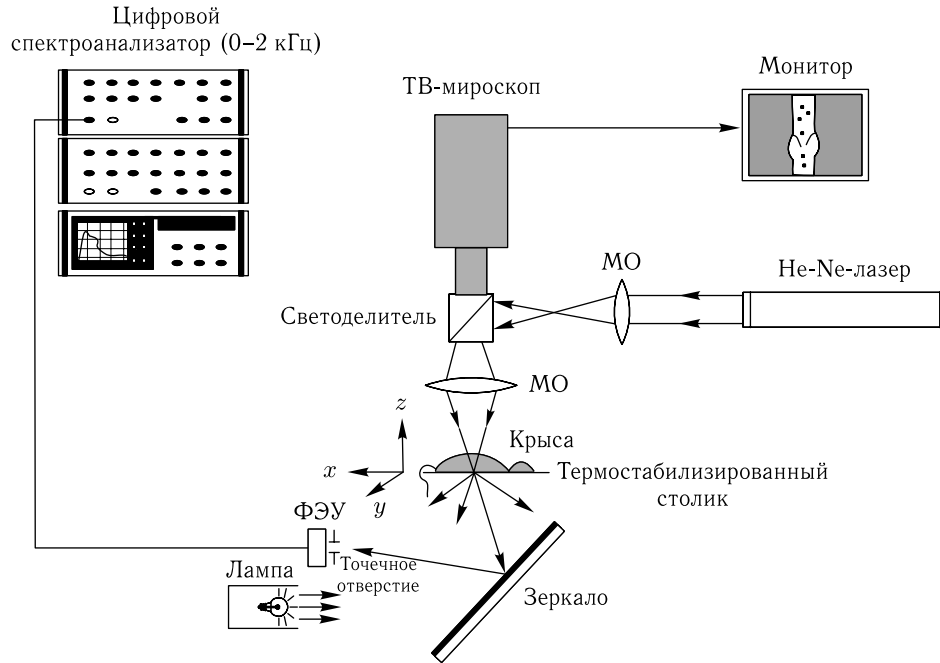 Цифровой
спектроанализатор (0–2 кГц)
ТВ-мироскоп
Монитор
МО
He-Ne-лазер
Светоделитель
МО
z
Крыса
x
Термостабилизированный
столик
y
ФЭУ
Точечное
отверстие
Лампа
Зеркало